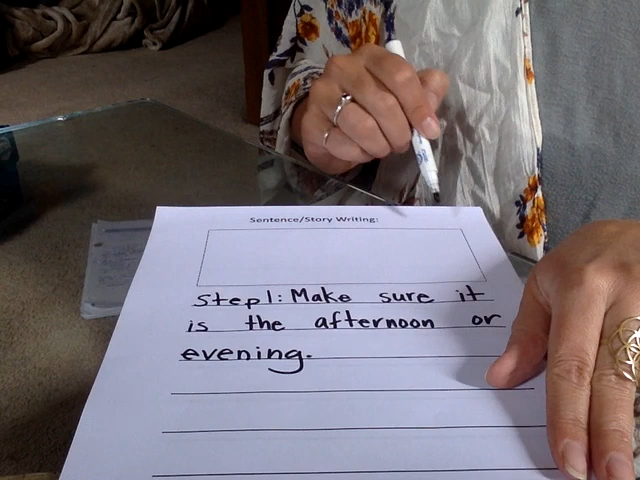 Sentence/Story Writing:
Step1: Make sure it
is the afternoon or
evening.